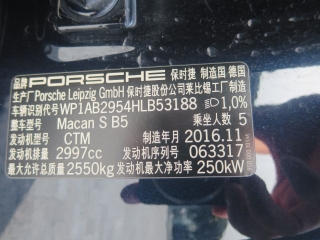 品牌 PORSCHE 保时捷 制造国 德国
生产厂 Porsche Leipzig GmbH 保时捷股份公司莱比锡工厂制造
车辆识别代号 WP1AB2954HLB53188 1,0%
整车型号 Macan S B5 乘坐人数 5
发动机型号 CTM 制造年月 2016.11
发动机排量 2997cc 发动机序列号 063317
最大允许总质量 2550kg 发动机最大净功率 250kW